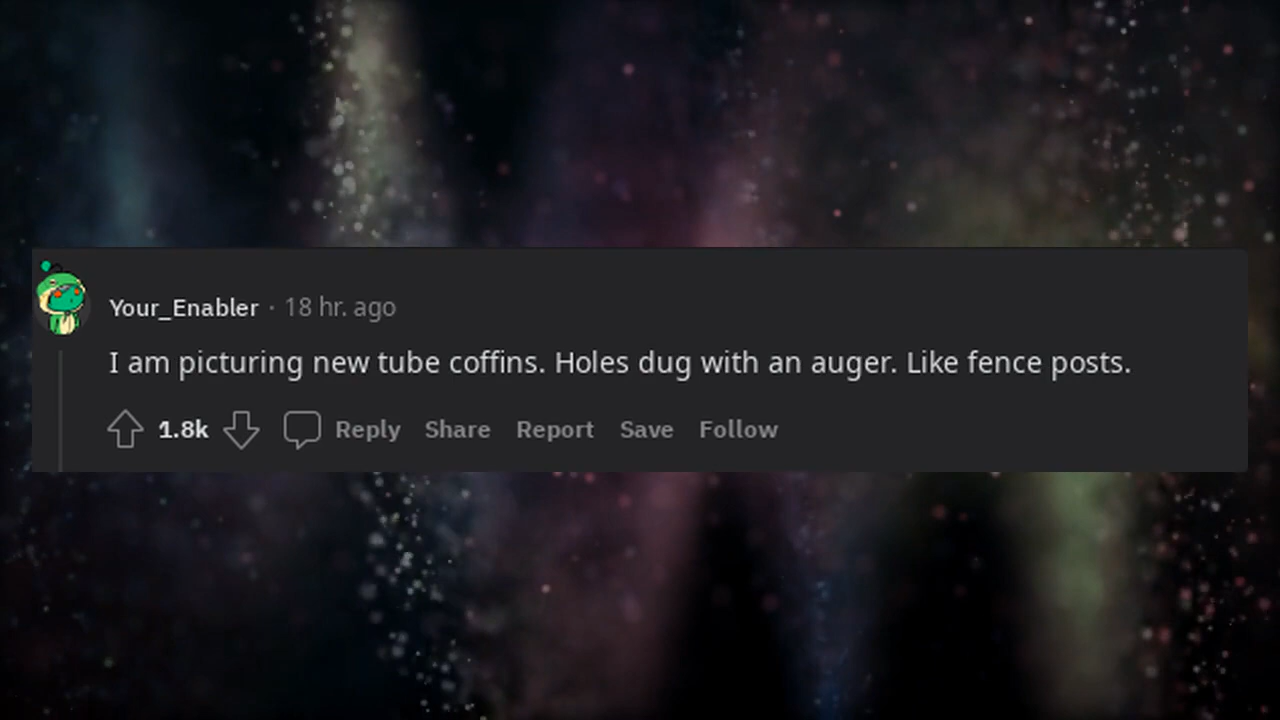 Your_Enabler · 18 hr. ago
I am picturing new tube coffins. Holes dug with an auger. Like fence posts.
1.8k Reply Share Report Save Follow